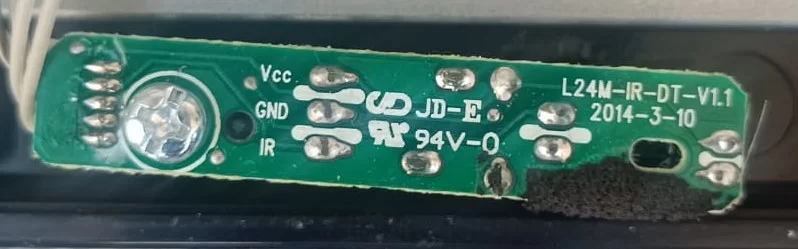 Vcc
GND
IR
JD-E
94V-0
L24M-IR-DT-V1.1
2014-3-10